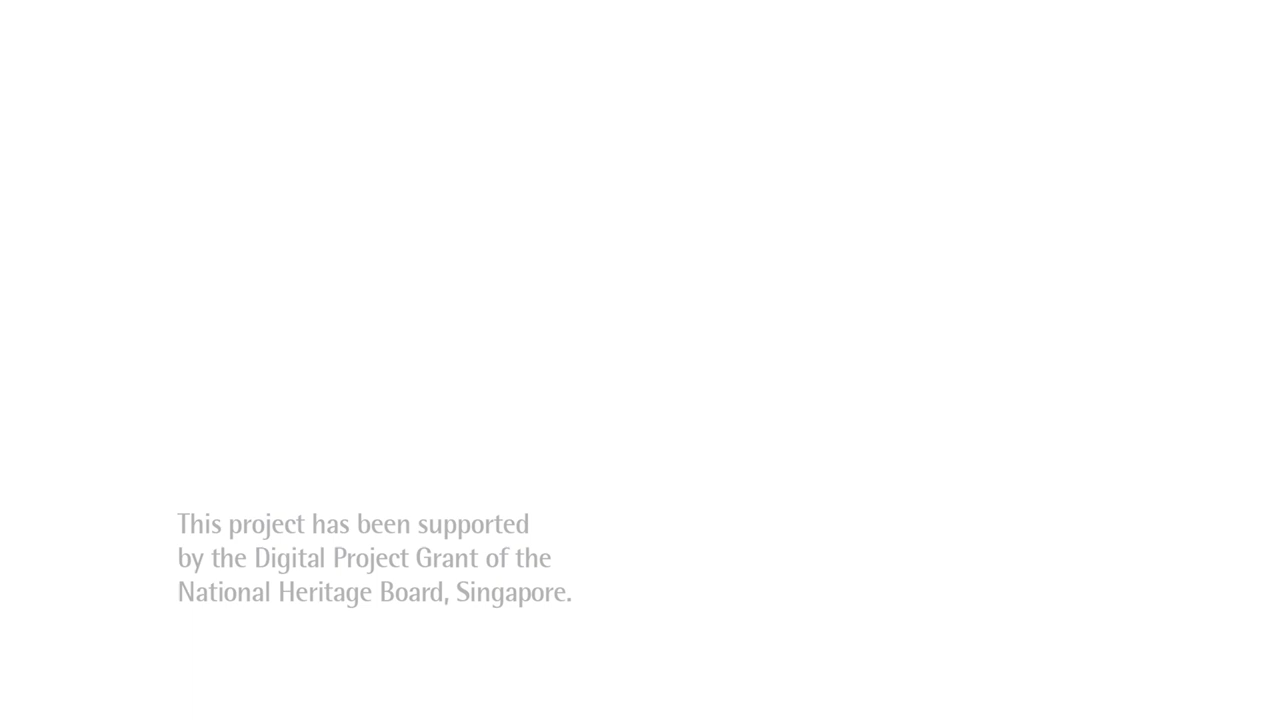 This project has been supported
by the Digital Project Grant of the
National Heritage Board, Singapore.